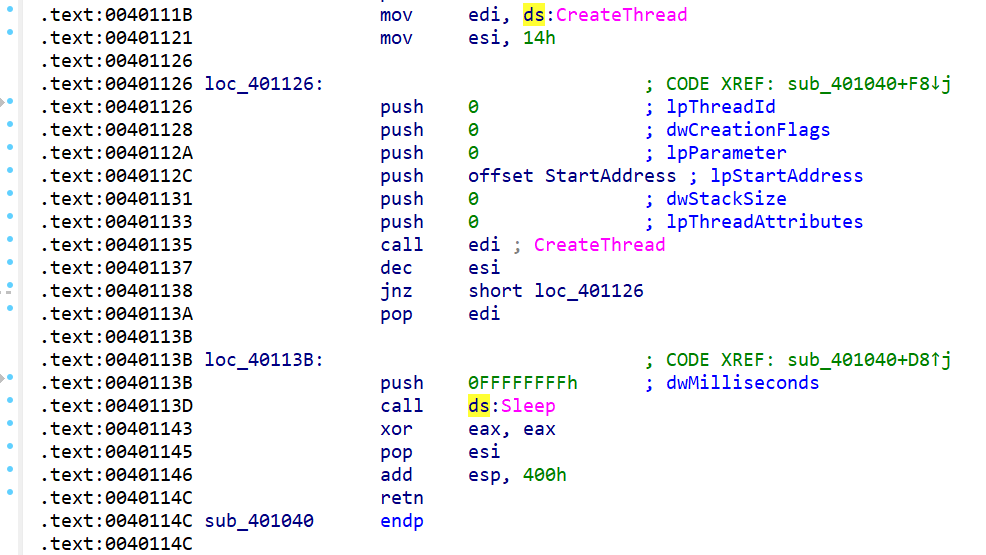 .text:0040111B mov edi, ds:CreateThread
.text:00401121 mov esi, 14h
.text:00401126
.text:00401126 loc_401126: ; CODE XREF: sub_401040+F8↓j
.text:00401126 push 0 ; lpThreadId
.text:00401128 push 0 ; dwCreationFlags
.text:0040112A push 0 ; lpParameter
.text:0040112C push offset StartAddress ; lpStartAddress
.text:00401131 push 0 ; dwStackSize
.text:00401133 push 0 ; lpThreadAttributes
.text:00401135 call edi ; CreateThread
.text:00401137 dec esi
.text:00401138 jnz short loc_401126
.text:0040113A pop edi
.text:0040113B
.text:0040113B loc_40113B: ; CODE XREF: sub_401040+D8↑j
.text:0040113B push 0FFFFFFFFh ; dwMilliseconds
.text:0040113D call ds:Sleep
.text:00401143 xor eax, eax
.text:00401145 pop esi
.text:00401146 add esp, 400h
.text:0040114C retn
.text:0040114C sub_401040 endp
.text:0040114C